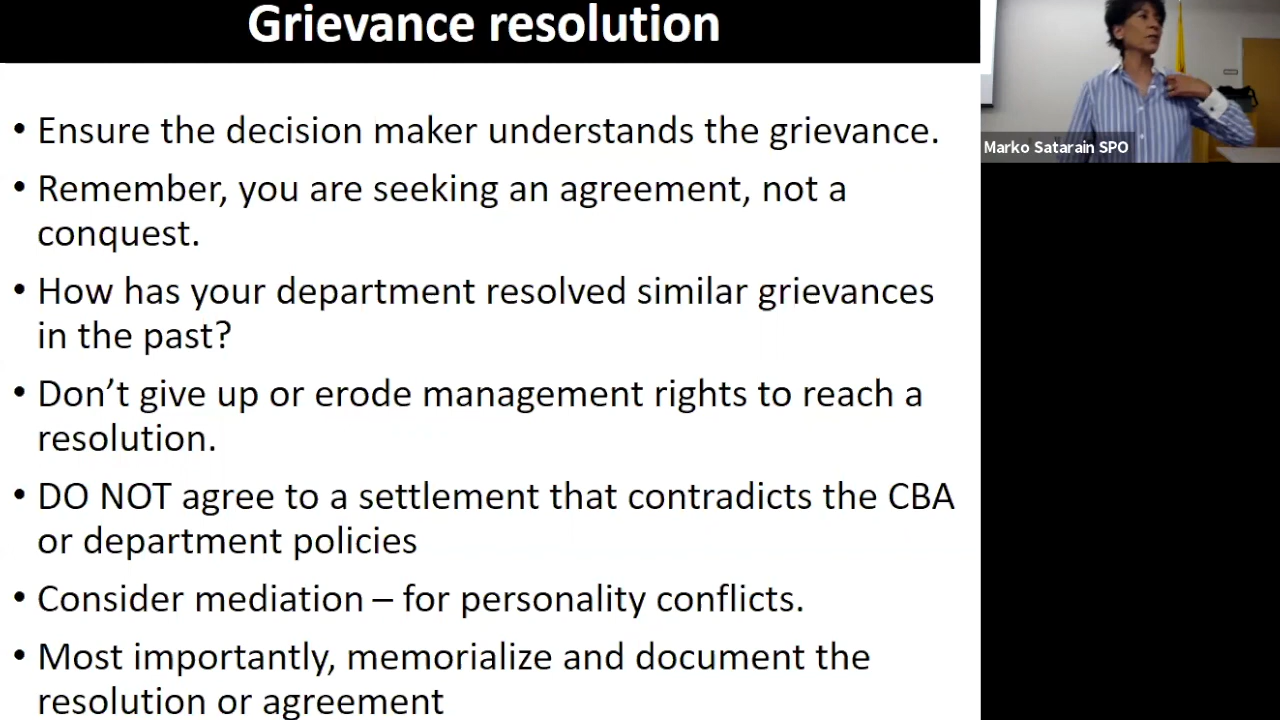 Grievance resolution
• Ensure the decision maker understands the grievance.
• Remember, you are seeking an agreement, not a
conquest.
• How has your department resolved similar grievances
in the past?
• Don’t give up or erode management rights to reach a
resolution.
• DO NOT agree to a settlement that contradicts the CBA
or department policies
• Consider mediation – for personality conflicts.
• Most importantly, memorialize and document the
resolution or agreement
Marko Satarain SPO